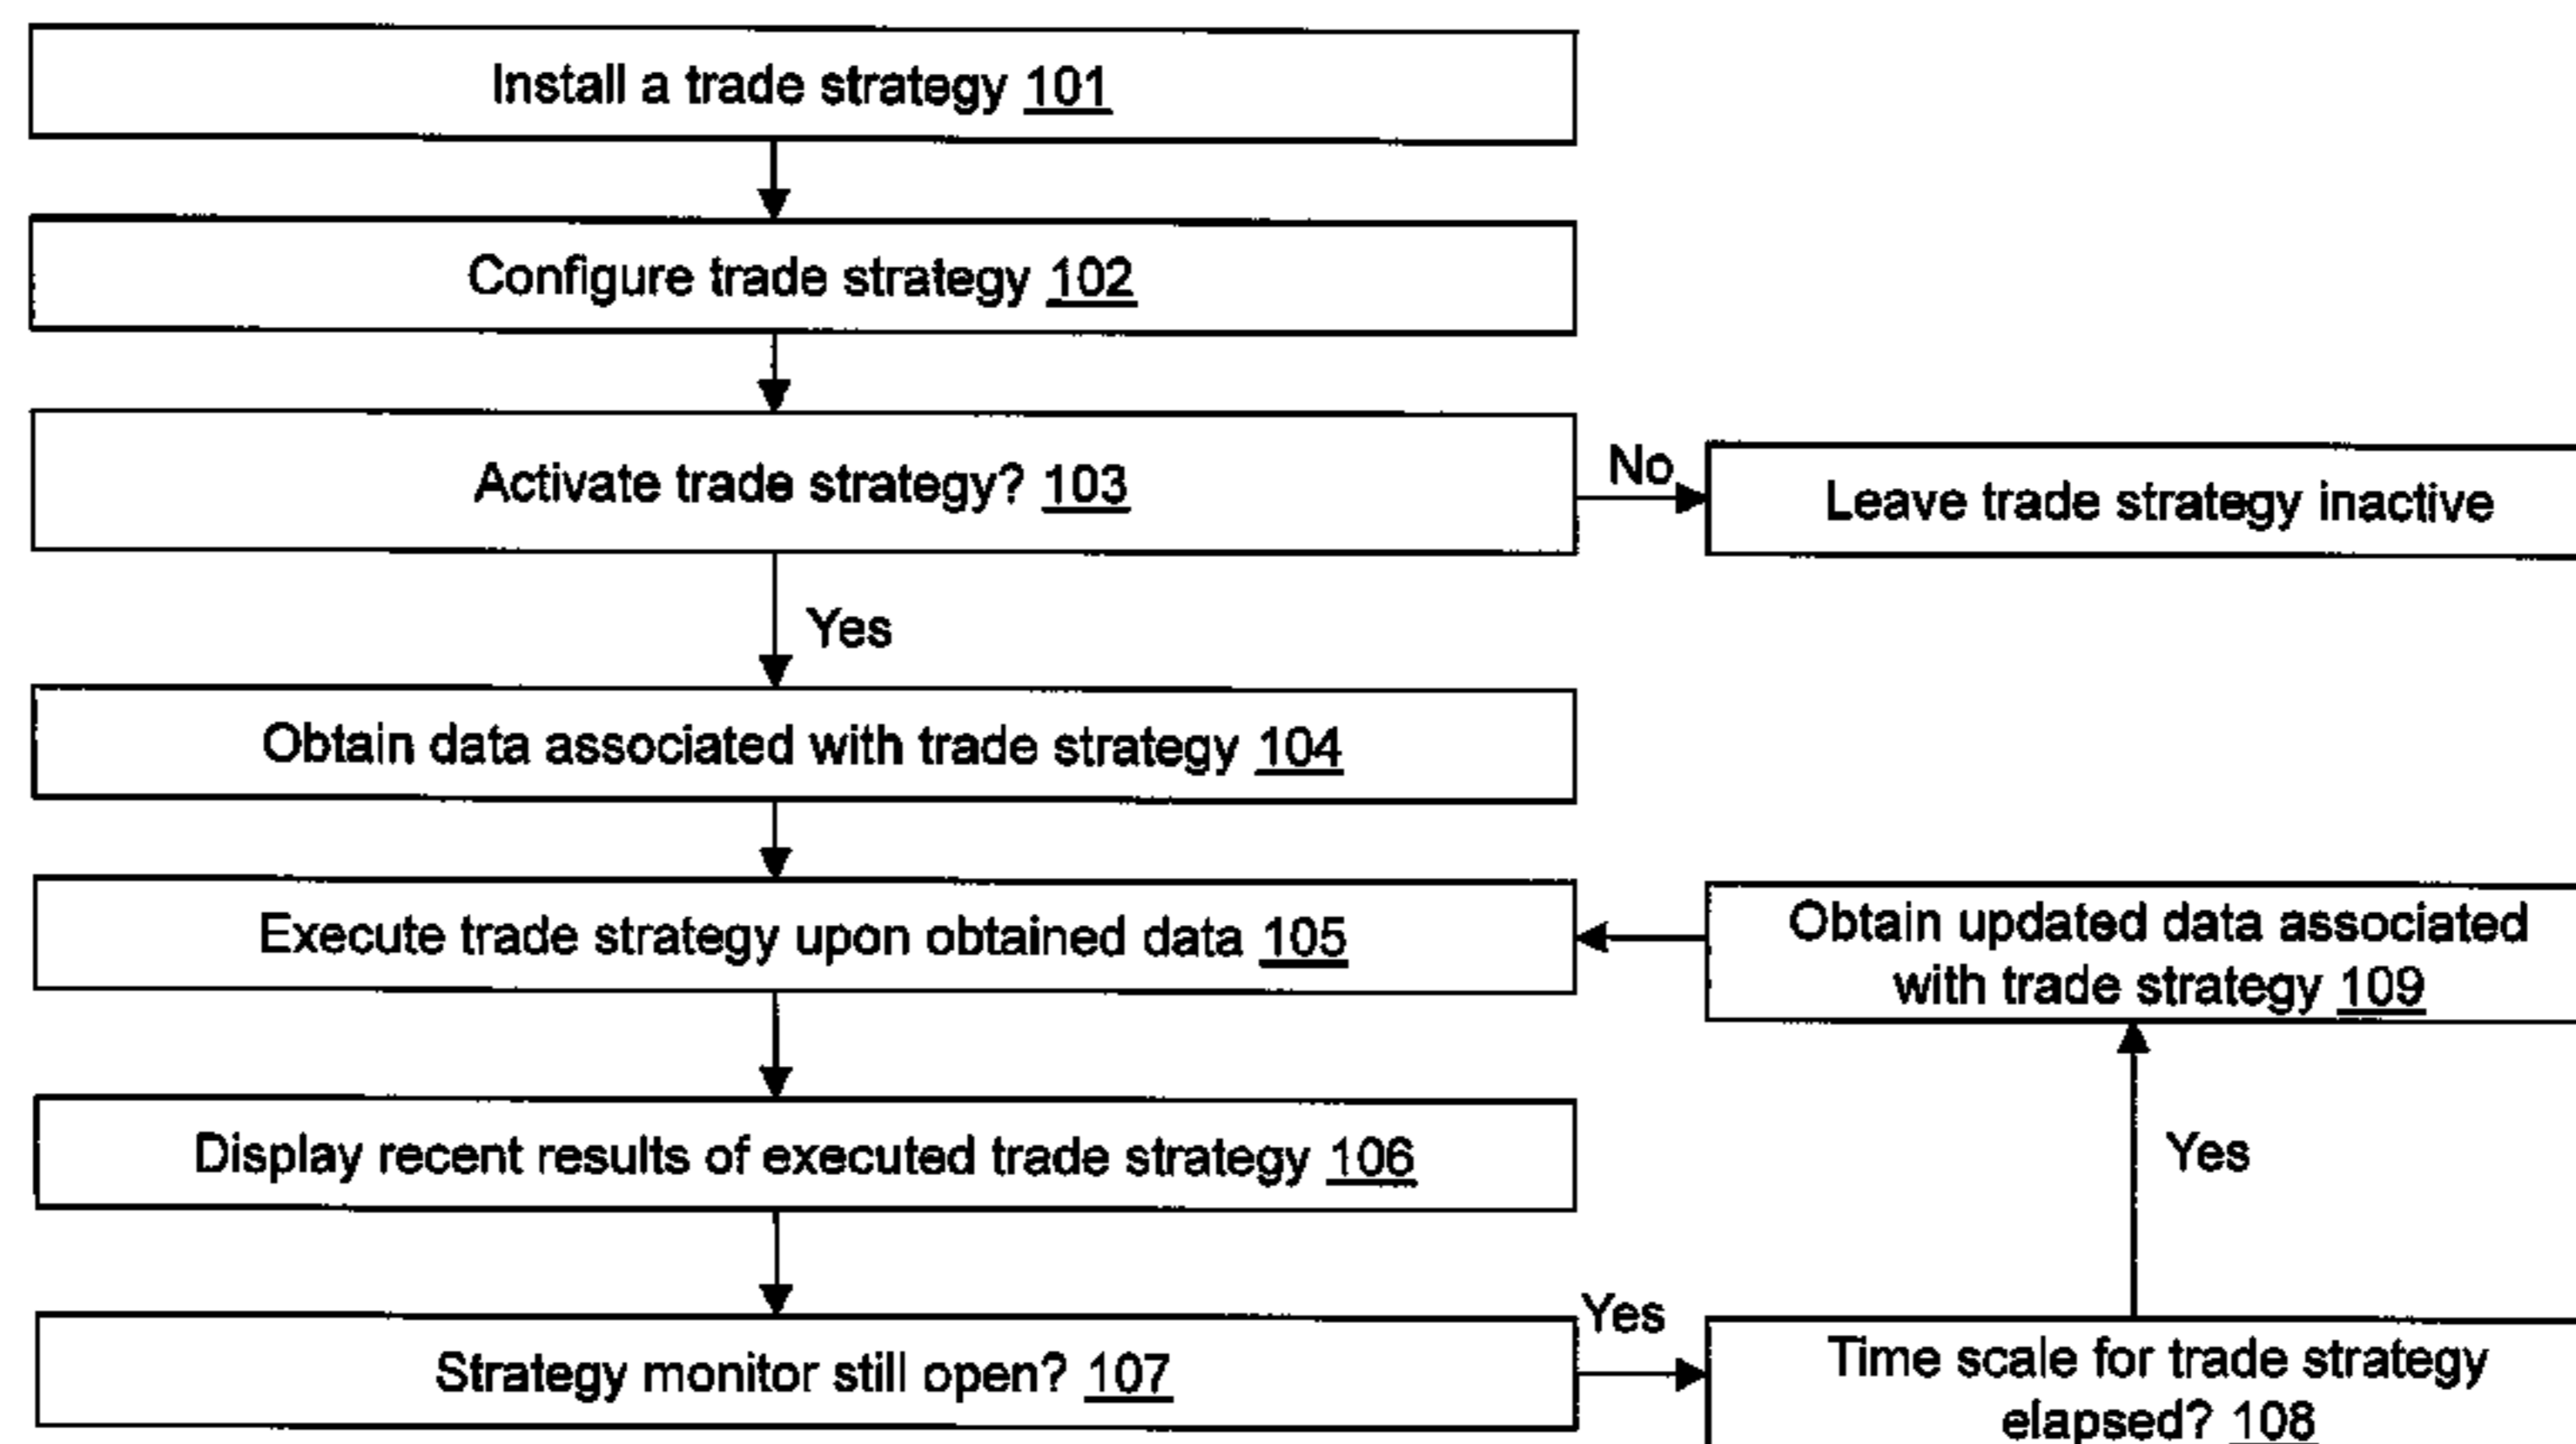 Install a trade strategy 101
Configure trade strategy 102
Activate trade strategy? 103
No
Leave trade strategy inactive
Yes
Obtain data associated with trade strategy 104
Execute trade strategy upon obtained data 105
Obtain updated data associated
with trade strategy 109
Display recent results of executed trade strategy 106
Yes
Strategy monitor still open? 107
Yes
Time scale for trade strategy
elapsed? 108